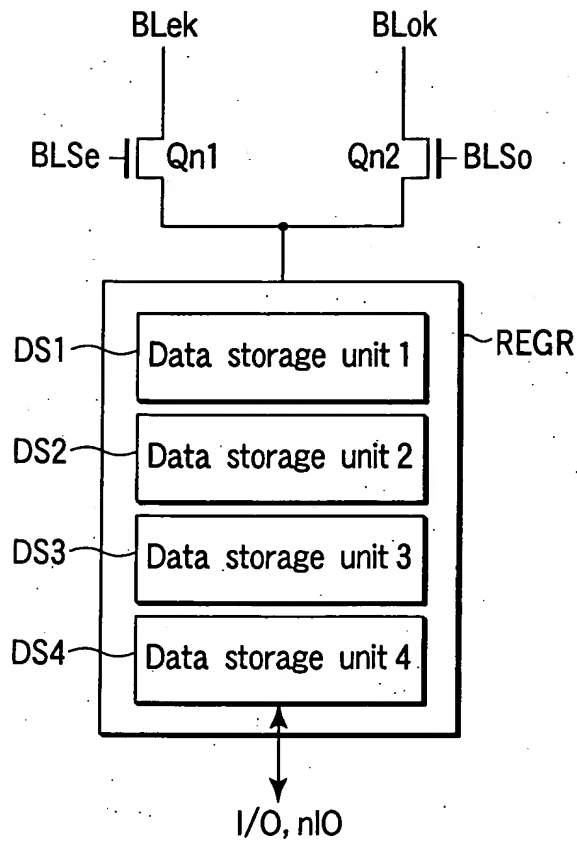 BLek BLok
BLSe Qn1 Qn2 BLSo
DS1 Data storage unit 1 REGR
DS2 Data storage unit 2
DS3 Data storage unit 3
DS4 Data storage unit 4
I/O, nIO